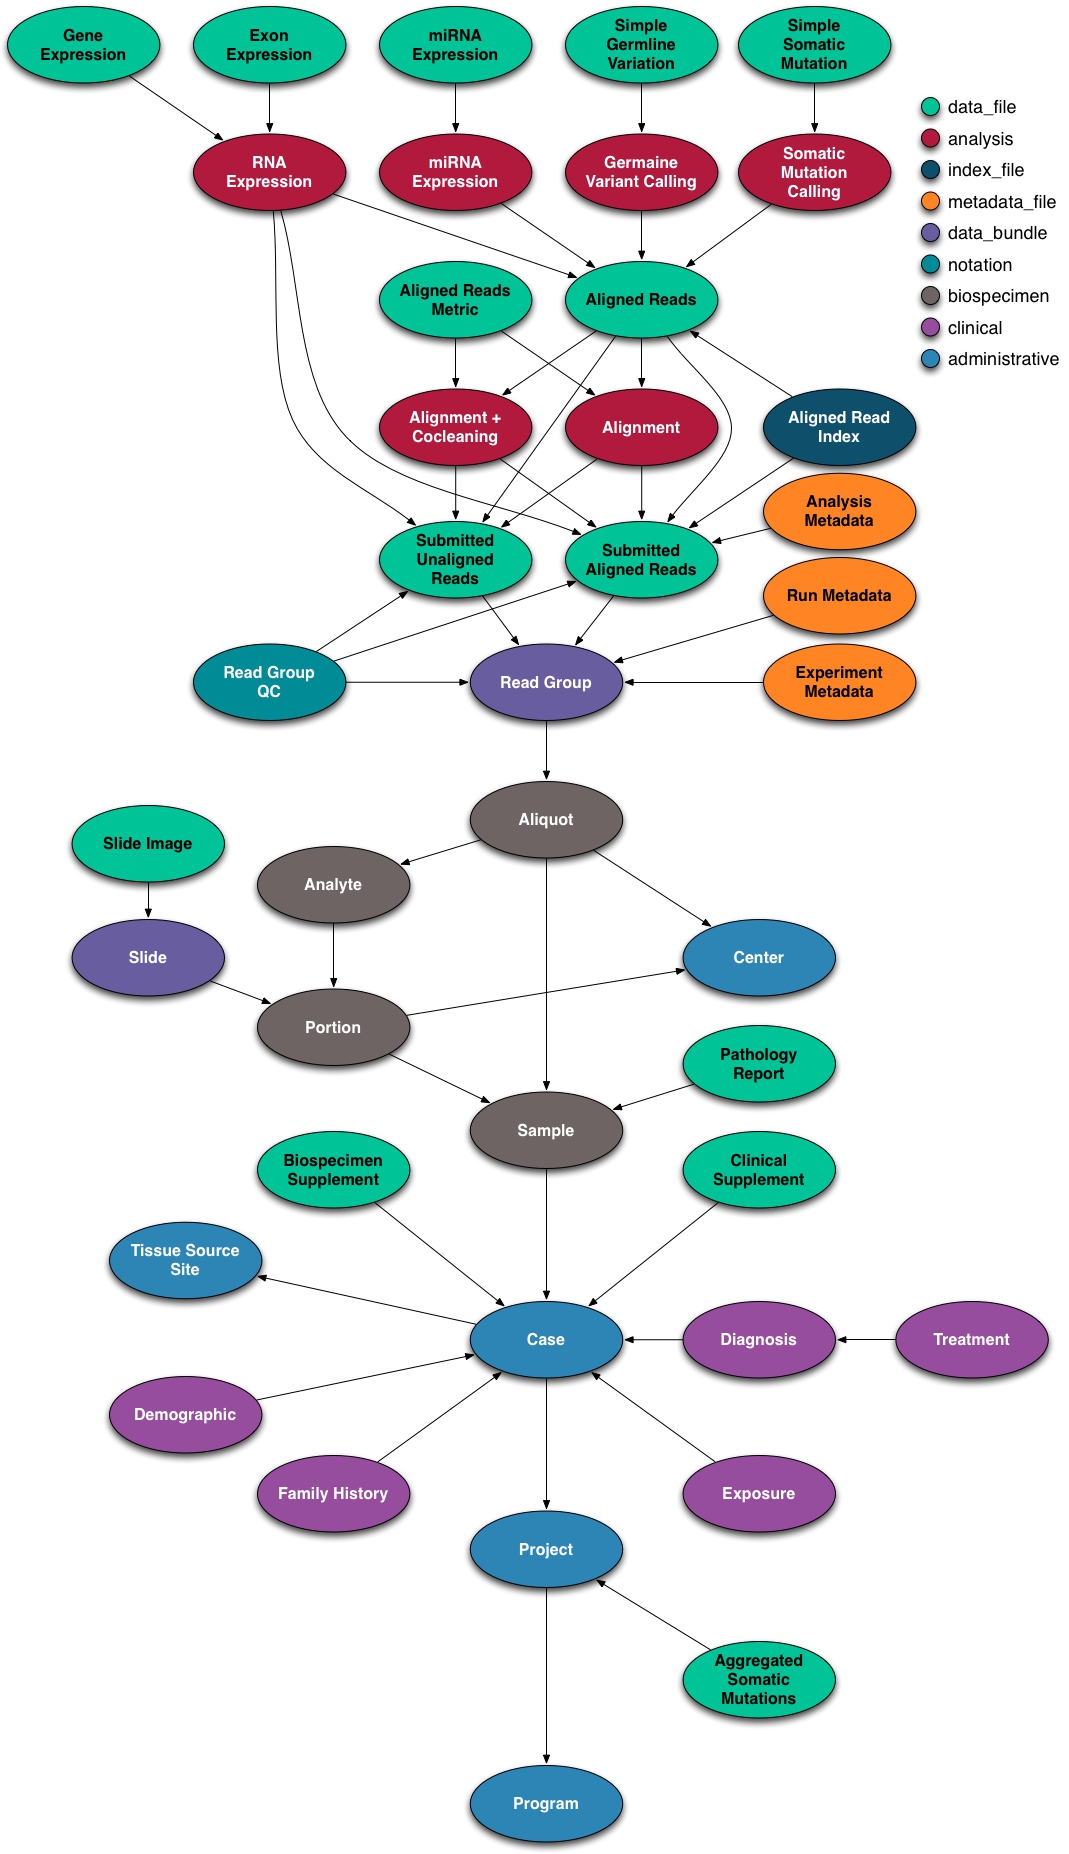 Gene
Expression
Exon
Expression
miRNA
Expression
Simple
Germline
Variation
Simple
Somatic
Mutation
data_file
analysis
index_file
metadata_file
data_bundle
notation
biospecimen
clinical
administrative
RNA
Expression
miRNA
Expression
Germaine
Variant Calling
Somatic
Mutation
Calling
Aligned Reads
Metric
Aligned Reads
Alignment +
Cocleaning
Alignment
Aligned Read
Index
Analysis
Metadata
Submitted
Unaligned
Reads
Submitted
Aligned Reads
Run Metadata
Read Group
QC
Read Group
Experiment
Metadata
Aliquot
Slide Image
Analyte
Slide
Center
Portion
Pathology
Report
Sample
Biospecimen
Supplement
Clinical
Supplement
Tissue Source
Site
Case
Diagnosis
Treatment
Demographic
Family History
Exposure
Project
Aggregated
Somatic
Mutations
Program